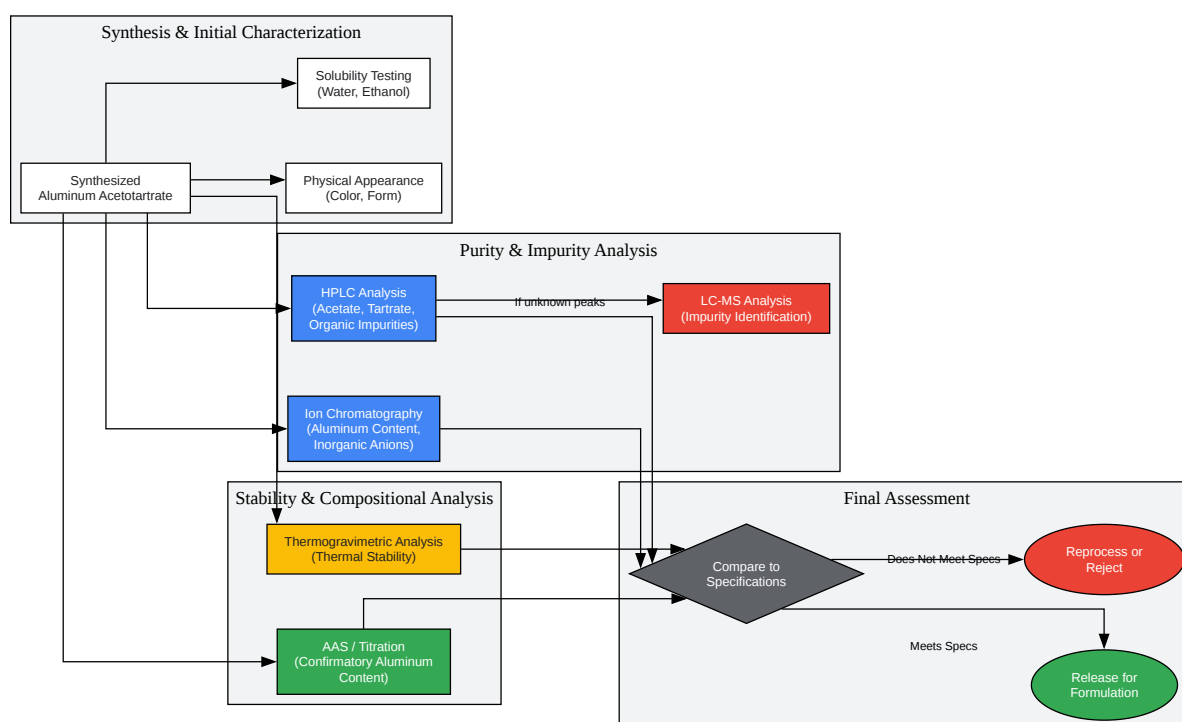 Synthesis & Initial Characterization
Solubility Testing
(Water, Ethanol)
Synthesized
Aluminum Acetotartrate
Physical Appearance
(Color, Form)
Purity & Impurity Analysis
HPLC Analysis
(Acetate, Tartrate,
Organic Impurities)
If unknown peaks
LC-MS Analysis
(Impurity Identification)
Ion Chromatography
(Aluminum Content,
Inorganic Anions)
Stability & Compositional Analysis
Thermogravimetric Analysis
(Thermal Stability)
AAS / Titration
(Confirmatory Aluminum
Content)
Final Assessment
Compare to
Specifications
Does Not Meet Specs
Reprocess or
Reject
Meets Specs
Release for
Formulation